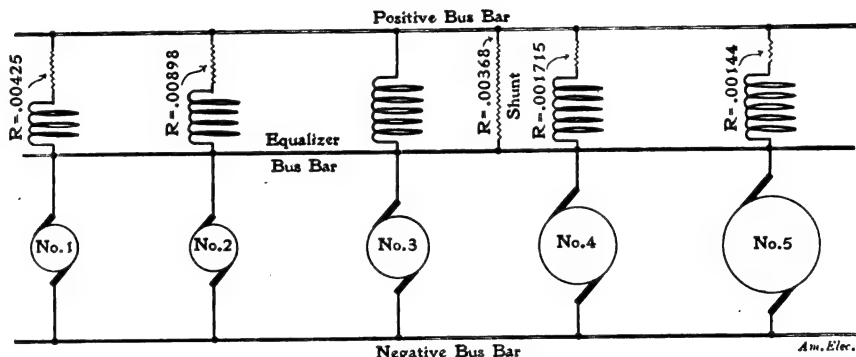 Positive Bus Bar
R=.00425
R=.00898
R=.00368
Shunt
R=.001715
R=.00144
Equalizer
Bus Bar
No.1
No.2
No.3
No.4
No.5
Negative Bus Bar
Am. Elec.